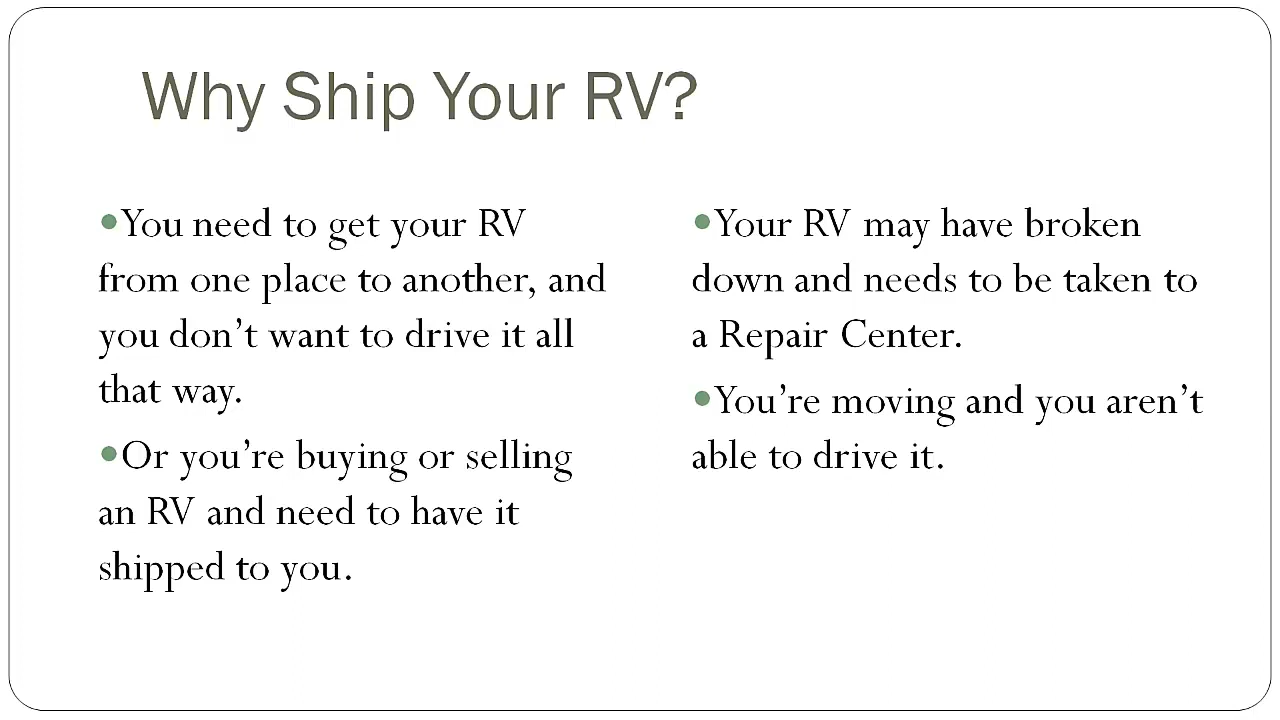 Why Ship Your RV?
•You need to get your RV
from one place to another, and
you don’t want to drive it all
that way.
•Or you’re buying or selling
an RV and need to have it
shipped to you.
•Your RV may have broken
down and needs to be taken to
a Repair Center.
•You’re moving and you aren’t
able to drive it.